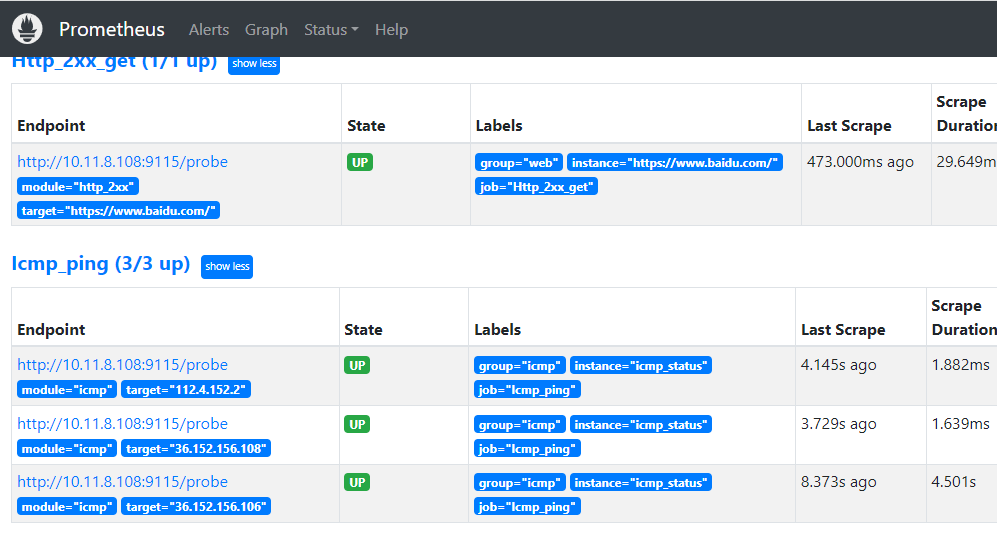 Prometheus Alerts Graph Status Help
Http_2xx_get (1/1 up) show less
Endpoint State Labels Last Scrape Scrape Duration
http://10.11.8.108:9115/probe UP group="web" instance="https://www.baidu.com/" 473.000ms ago 29.649m
module="http_2xx" job="Http_2xx_get"
target="https://www.baidu.com/"
Icmp_ping (3/3 up) show less
Endpoint State Labels Last Scrape Scrape Duration
http://10.11.8.108:9115/probe UP group="icmp" instance="icmp_status" 4.145s ago 1.882ms
module="icmp" target="112.4.152.2" job="Icmp_ping"
http://10.11.8.108:9115/probe UP group="icmp" instance="icmp_status" 3.729s ago 1.639ms
module="icmp" target="36.152.156.108" job="Icmp_ping"
http://10.11.8.108:9115/probe UP group="icmp" instance="icmp_status" 8.373s ago 4.501s
module="icmp" target="36.152.156.106" job="Icmp_ping"